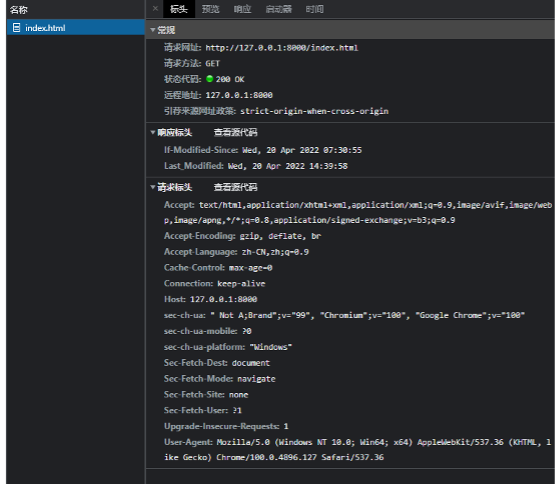 名称
index.html
× 标头 预览 响应 启动器 时间
常规
请求网址: http://127.0.0.1:8000/index.html
请求方法: GET
状态代码: 200 OK
远程地址: 127.0.0.1:8000
引荐来源网址政策: strict-origin-when-cross-origin
响应标头 查看源代码
If-Modified-Since: Wed, 20 Apr 2022 07:30:55
Last_Modified: Wed, 20 Apr 2022 14:39:58
请求标头 查看源代码
Accept: text/html,application/xhtml+xml,application/xml;q=0.9,image/avif,image/web
p,image/apng,*/*;q=0.8,application/signed-exchange;v=b3;q=0.9
Accept-Encoding: gzip, deflate, br
Accept-Language: zh-CN,zh;q=0.9
Cache-Control: max-age=0
Connection: keep-alive
Host: 127.0.0.1:8000
sec-ch-ua: " Not A;Brand";v="99", "Chromium";v="100", "Google Chrome";v="100"
sec-ch-ua-mobile: ?0
sec-ch-ua-platform: "Windows"
Sec-Fetch-Dest: document
Sec-Fetch-Mode: navigate
Sec-Fetch-Site: none
Sec-Fetch-User: ?1
Upgrade-Insecure-Requests: 1
User-Agent: Mozilla/5.0 (Windows NT 10.0; Win64; x64) AppleWebKit/537.36 (KHTML, l
ike Gecko) Chrome/100.0.4896.127 Safari/537.36